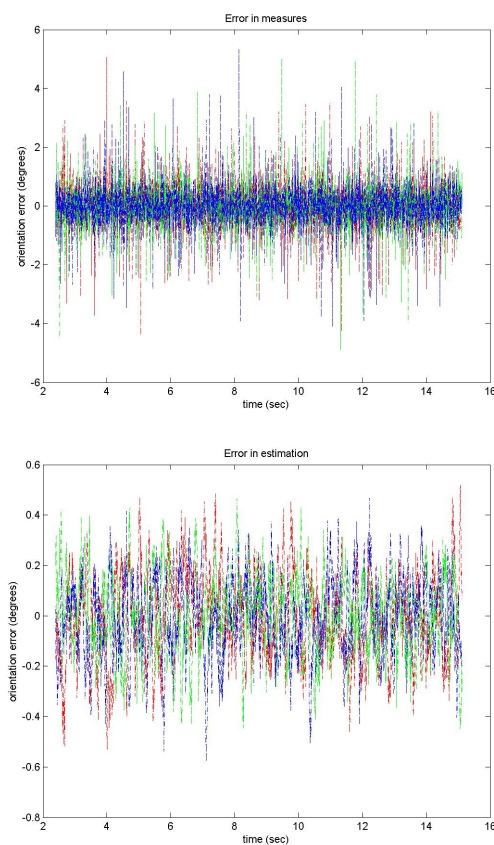 Error in measures
6
4
2
0
-2
-4
-6
orientation error (degrees)
2 4 6 8 10 12 14 16
time (sec)
Error in estimation
0.6
0.4
0.2
0
-0.2
-0.4
-0.6
-0.8
orientation error (degrees)
2 4 6 8 10 12 14 16
time (sec)